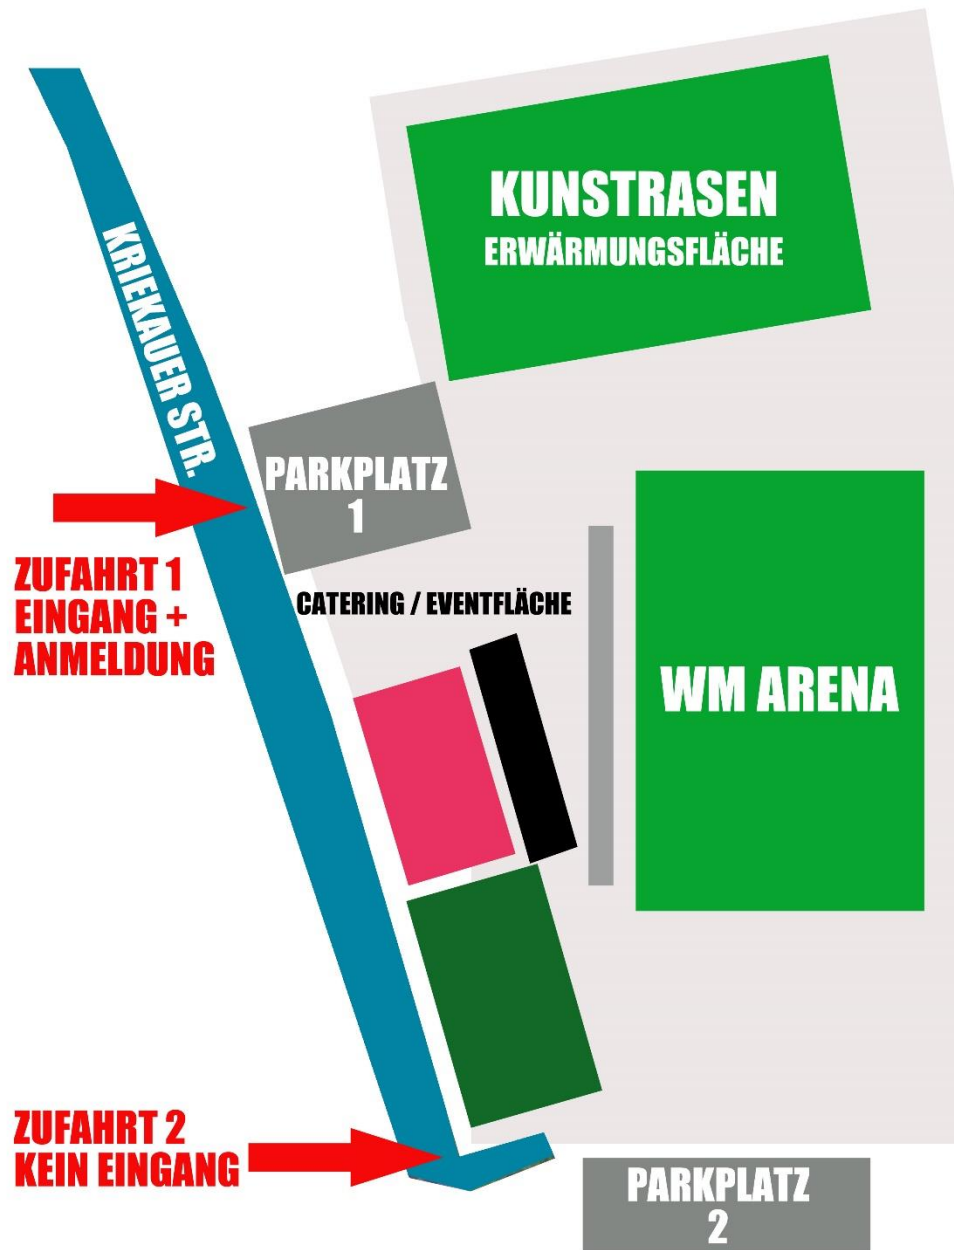 KUNSTRASEN
ERWÄRMUNGSFLÄCHE
KRIEKAUER STR.
PARKPLATZ
1
ZUFAHRT 1
EINGANG +
ANMELDUNG
CATERING / EVENTFLÄCHE
WM ARENA
ZUFAHRT 2
KEIN EINGANG
PARKPLATZ
2